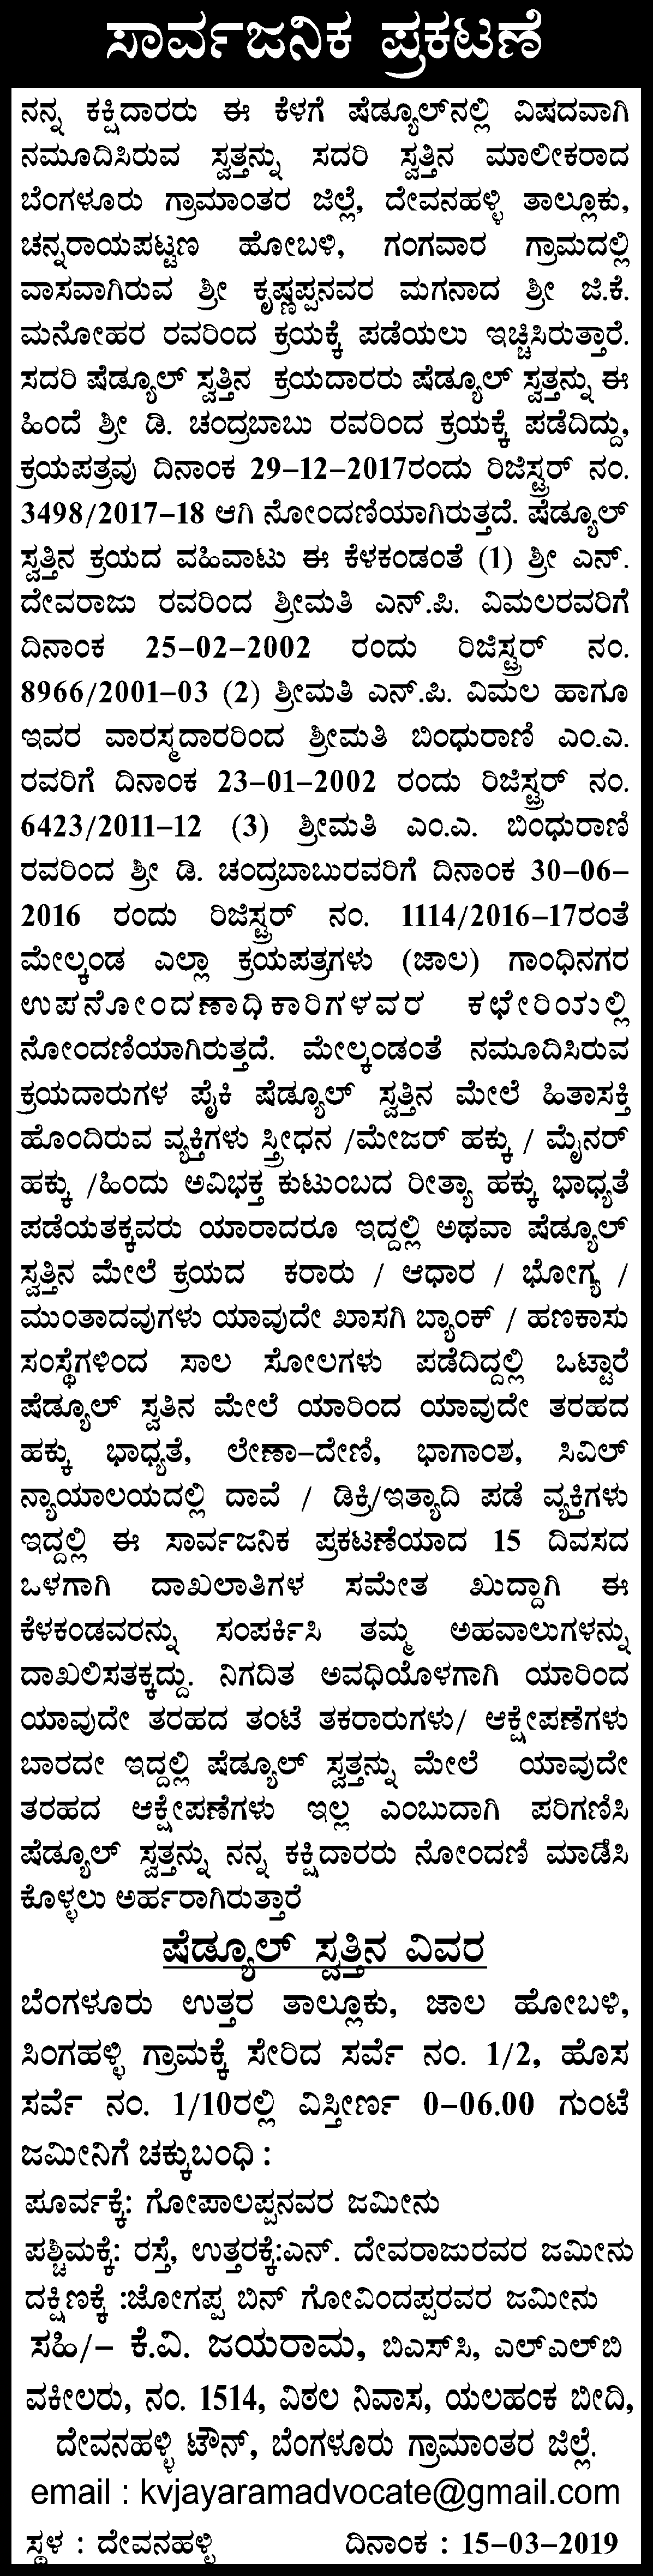 ಸಾರ್ವಜನಿಕ ಪ್ರಕಟಣೆ
ನನ್ನ ಕಕ್ಷಿದಾರರು ಈ ಕೆಳಗೆ ಷೆಡ್ಯೂಲ್‌ನಲ್ಲಿ ವಿಷದವಾಗಿ
ನಮೂದಿಸಿರುವ ಸ್ವತ್ತನ್ನು ಸದರಿ ಸ್ವತ್ತಿನ ಮಾಲೀಕರಾದ
ಬೆಂಗಳೂರು ಗ್ರಾಮಾಂತರ ಜಿಲ್ಲೆ, ದೇವನಹಳ್ಳಿ ತಾಲ್ಲೂಕು,
ಚನ್ನರಾಯಪಟ್ಟಣ ಹೋಬಳಿ, ಗಂಗವಾರ ಗ್ರಾಮದಲ್ಲಿ
ವಾಸವಾಗಿರುವ ಶ್ರೀ ಕೃಷ್ಣಪ್ಪನವರ ಮಗನಾದ ಶ್ರೀ ಜಿ.ಕೆ.
ಮನೋಹರ ರವರಿಂದ ಕ್ರಯಕ್ಕೆ ಪಡೆಯಲು ಇಚ್ಚಿಸಿರುತ್ತಾರೆ.
ಸದರಿ ಷೆಡ್ಯೂಲ್ ಸ್ವತ್ತಿನ ಕ್ರಯದಾರರು ಷೆಡ್ಯೂಲ್ ಸ್ವತ್ತನ್ನು ಈ
ಹಿಂದೆ ಶ್ರೀ ಡಿ. ಚಂದ್ರಬಾಬು ರವರಿಂದ ಕ್ರಯಕ್ಕೆ ಪಡೆದಿದ್ದು,
ಕ್ರಯಪತ್ರವು ದಿನಾಂಕ 29-12-2017ರಂದು ರಿಜಿಸ್ಟ್ರರ್ ನಂ.
3498/2017-18 ಆಗಿ ನೋಂದಣಿಯಾಗಿರುತ್ತದೆ. ಷೆಡ್ಯೂಲ್
ಸ್ವತ್ತಿನ ಕ್ರಯದ ವಹಿವಾಟು ಈ ಕೆಳಕಂಡಂತೆ (1) ಶ್ರೀ ಎನ್.
ದೇವರಾಜು ರವರಿಂದ ಶ್ರೀಮತಿ ಎನ್.ಪಿ. ವಿಮಲರವರಿಗೆ
ದಿನಾಂಕ 25-02-2002 ರಂದು ರಿಜಿಸ್ಟ್ರರ್ ನಂ.
8966/2001-03 (2) ಶ್ರೀಮತಿ ಎನ್.ಪಿ. ವಿಮಲ ಹಾಗೂ
ಇವರ ವಾರಸ್ಮದಾರರಿಂದ ಶ್ರೀಮತಿ ಬಿಂಧುರಾಣಿ ಎಂ.ಎ.
ರವರಿಗೆ ದಿನಾಂಕ 23-01-2002 ರಂದು ರಿಜಿಸ್ಟ್ರರ್ ನಂ.
6423/2011-12 (3) ಶ್ರೀಮತಿ ಎಂ.ಎ. ಬಿಂಧುರಾಣಿ
ರವರಿಂದ ಶ್ರೀ ಡಿ. ಚಂದ್ರಬಾಬುರವರಿಗೆ ದಿನಾಂಕ 30-06-
2016 ರಂದು ರಿಜಿಸ್ಟ್ರರ್ ನಂ. 1114/2016-17ರಂತೆ
ಮೇಲ್ಕಂಡ ಎಲ್ಲಾ ಕ್ರಯಪತ್ರಗಳು (ಜಾಲ) ಗಾಂಧಿನಗರ
ಉಪನೋಂದಣಾಧಿಕಾರಿಗಳವರ ಕಛೇರಿಯಲ್ಲಿ
ನೋಂದಣಿಯಾಗಿರುತ್ತದೆ. ಮೇಲ್ಕಂಡಂತೆ ನಮೂದಿಸಿರುವ
ಕ್ರಯದಾರುಗಳ ಪೈಕಿ ಷೆಡ್ಯೂಲ್ ಸ್ವತ್ತಿನ ಮೇಲೆ ಹಿತಾಸಕ್ತಿ
ಹೊಂದಿರುವ ವ್ಯಕ್ತಿಗಳು ಸ್ತ್ರೀಧನ /ಮೇಜರ್ ಹಕ್ಕು / ಮೈನರ್
ಹಕ್ಕು /ಹಿಂದು ಅವಿಭಕ್ತ ಕುಟುಂಬದ ರೀತ್ಯಾ ಹಕ್ಕು ಭಾಧ್ಯತೆ
ಪಡೆಯತಕ್ಕವರು ಯಾರಾದರೂ ಇದ್ದಲ್ಲಿ ಅಥವಾ ಷೆಡ್ಯೂಲ್
ಸ್ವತ್ತಿನ ಮೇಲೆ ಕ್ರಯದ ಕರಾರು / ಆಧಾರ / ಭೋಗ್ಯ /
ಮುಂತಾದವುಗಳು ಯಾವುದೇ ಖಾಸಗಿ ಬ್ಯಾಂಕ್ / ಹಣಕಾಸು
ಸಂಸ್ಥೆಗಳಿಂದ ಸಾಲ ಸೋಲಗಳು ಪಡೆದಿದ್ದಲ್ಲಿ ಒಟ್ಟಾರೆ
ಷೆಡ್ಯೂಲ್ ಸ್ವತಿನ ಮೇಲೆ ಯಾರಿಂದ ಯಾವುದೇ ತರಹದ
ಹಕ್ಕು ಭಾಧ್ಯತೆ, ಲೇಣಾ-ದೇಣಿ, ಭಾಗಾಂಶ, ಸಿವಿಲ್
ನ್ಯಾಯಾಲಯದಲ್ಲಿ ದಾವೆ / ಡಿಕ್ರಿ/ಇತ್ಯಾದಿ ಪಡೆ ವ್ಯಕ್ತಿಗಳು
ಇದ್ದಲ್ಲಿ ಈ ಸಾರ್ವಜನಿಕ ಪ್ರಕಟಣೆಯಾದ 15 ದಿವಸದ
ಒಳಗಾಗಿ ದಾಖಲಾತಿಗಳ ಸಮೇತ ಖುದ್ದಾಗಿ ಈ
ಕೆಳಕಂಡವರನ್ನು ಸಂಪರ್ಕಿಸಿ ತಮ್ಮ ಅಹವಾಲುಗಳನ್ನು
ದಾಖಲಿಸತಕ್ಕದ್ದು. ನಿಗದಿತ ಅವಧಿಯೊಳಗಾಗಿ ಯಾರಿಂದ
ಯಾವುದೇ ತರಹದ ತಂಟೆ ತಕರಾರುಗಳು/ ಆಕ್ಷೇಪಣೆಗಳು
ಬಾರದೇ ಇದ್ದಲ್ಲಿ ಷೆಡ್ಯೂಲ್ ಸ್ವತ್ತನ್ನು ಮೇಲೆ ಯಾವುದೇ
ತರಹದ ಆಕ್ಷೇಪಣೆಗಳು ಇಲ್ಲ ಎಂಬುದಾಗಿ ಪರಿಗಣಿಸಿ
ಷೆಡ್ಯೂಲ್ ಸ್ವತ್ತನ್ನು ನನ್ನ ಕಕ್ಷಿದಾರರು ನೋಂದಣಿ ಮಾಡಿಸಿ
ಕೊಳ್ಳಲು ಅರ್ಹರಾಗಿರುತ್ತಾರೆ
ಷೆಡ್ಯೂಲ್ ಸ್ವತ್ತಿನ ವಿವರ
ಬೆಂಗಳೂರು ಉತ್ತರ ತಾಲ್ಲೂಕು, ಜಾಲ ಹೋಬಳಿ,
ಸಿಂಗಹಳ್ಳಿ ಗ್ರಾಮಕ್ಕೆ ಸೇರಿದ ಸರ್ವೆ ನಂ. 1/2, ಹೊಸ
ಸರ್ವೆ ನಂ. 1/10ರಲ್ಲಿ ವಿಸ್ತೀರ್ಣ 0-06.00 ಗುಂಟೆ
ಜಮೀನಿಗೆ ಚಕ್ಕುಬಂಧಿ :
ಪೂರ್ವಕ್ಕೆ: ಗೋಪಾಲಪ್ಪನವರ ಜಮೀನು
ಪಶ್ಚಿಮಕ್ಕೆ: ರಸ್ತೆ, ಉತ್ತರಕ್ಕೆ:ಎನ್. ದೇವರಾಜುರವರ ಜಮೀನು
ದಕ್ಷಿಣಕ್ಕೆ :ಜೋಗಪ್ಪ ಬಿನ್ ಗೋವಿಂದಪ್ಪರವರ ಜಮೀನು
ಸಹಿ/- ಕೆ.ವಿ. ಜಯರಾಮ, ಬಿಎಸ್‌ಸಿ, ಎಲ್‌ಎಲ್‌ಬಿ
ವಕೀಲರು, ನಂ. 1514, ವಿಠಲ ನಿವಾಸ, ಯಲಹಂಕ ಬೀದಿ,
ದೇವನಹಳ್ಳಿ ಟೌನ್, ಬೆಂಗಳೂರು ಗ್ರಾಮಾಂತರ ಜಿಲ್ಲೆ.
email : kvjayaramadvocate@gmail.com
ಸ್ಥಳ : ದೇವನಹಳ್ಳಿ ದಿನಾಂಕ : 15-03-2019